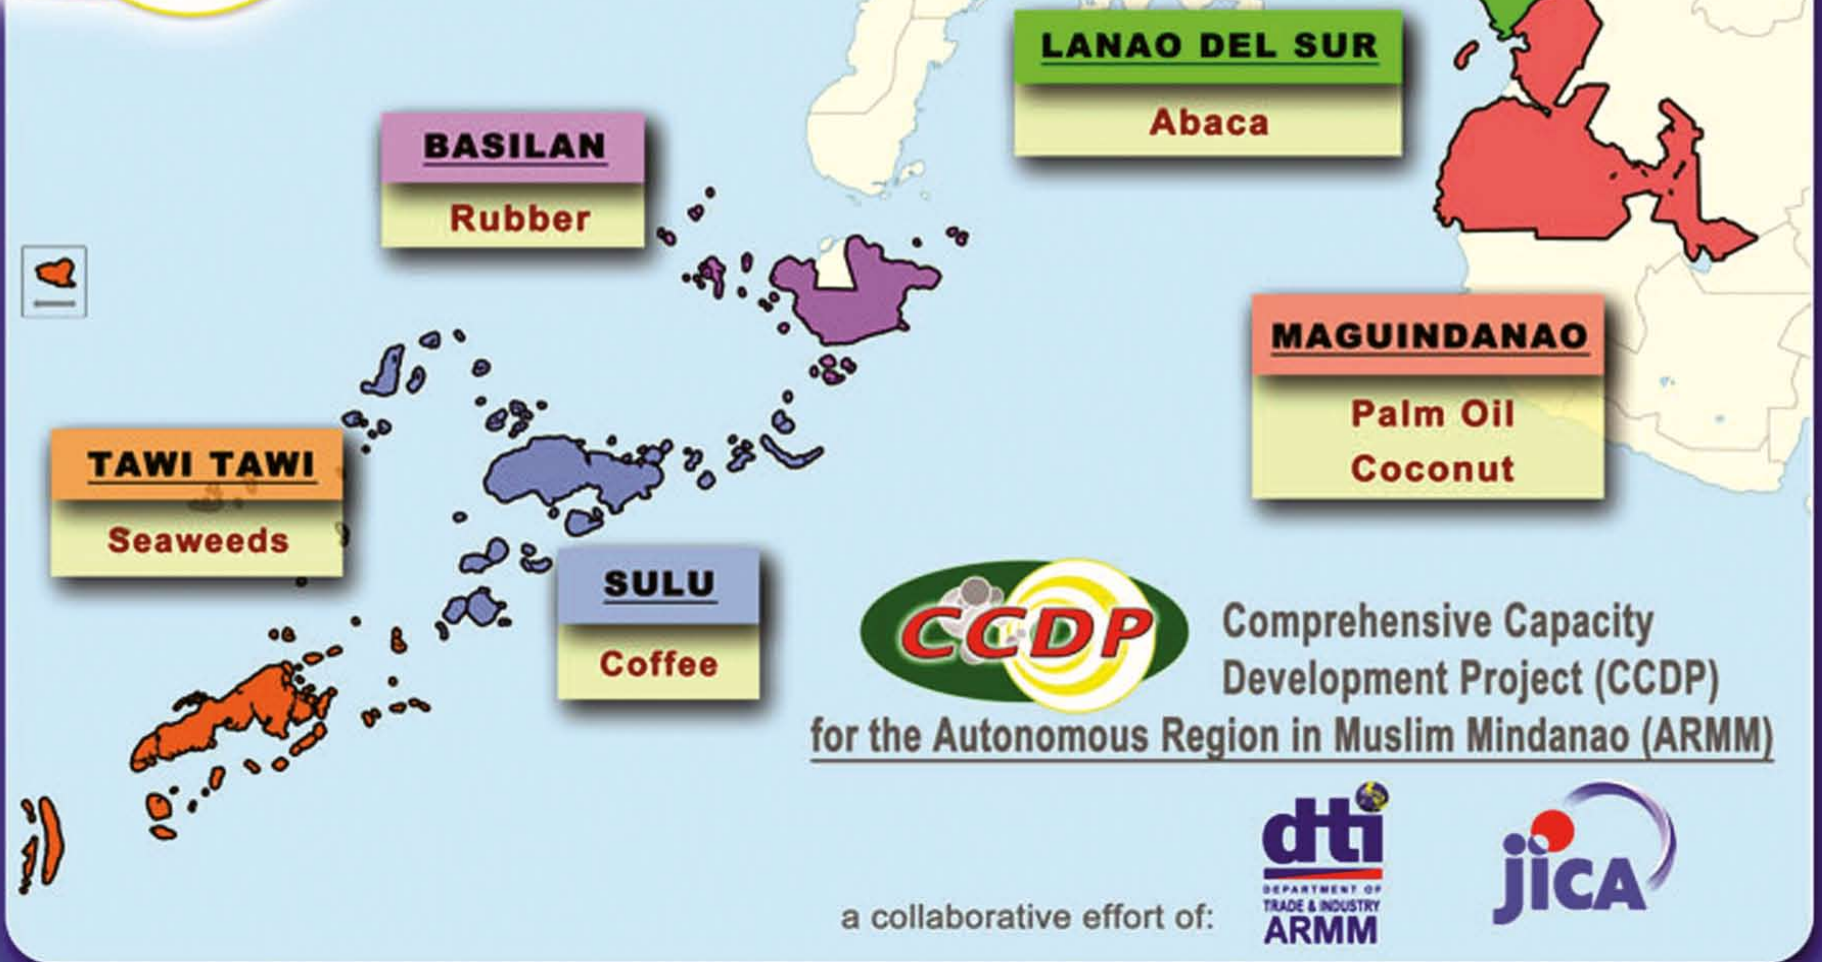 LANAO DEL SUR
Abaca
BASILAN
Rubber
MAGUINDANAO
Palm Oil
Coconut
TAWI TAWI
Seaweeds
SULU
Coffee
CCDP
Comprehensive Capacity
Development Project (CCDP)
for the Autonomous Region in Muslim Mindanao (ARMM)
a collaborative effort of:
dti
DEPARTMENT OF
TRADE & INDUSTRY
ARMM
jica